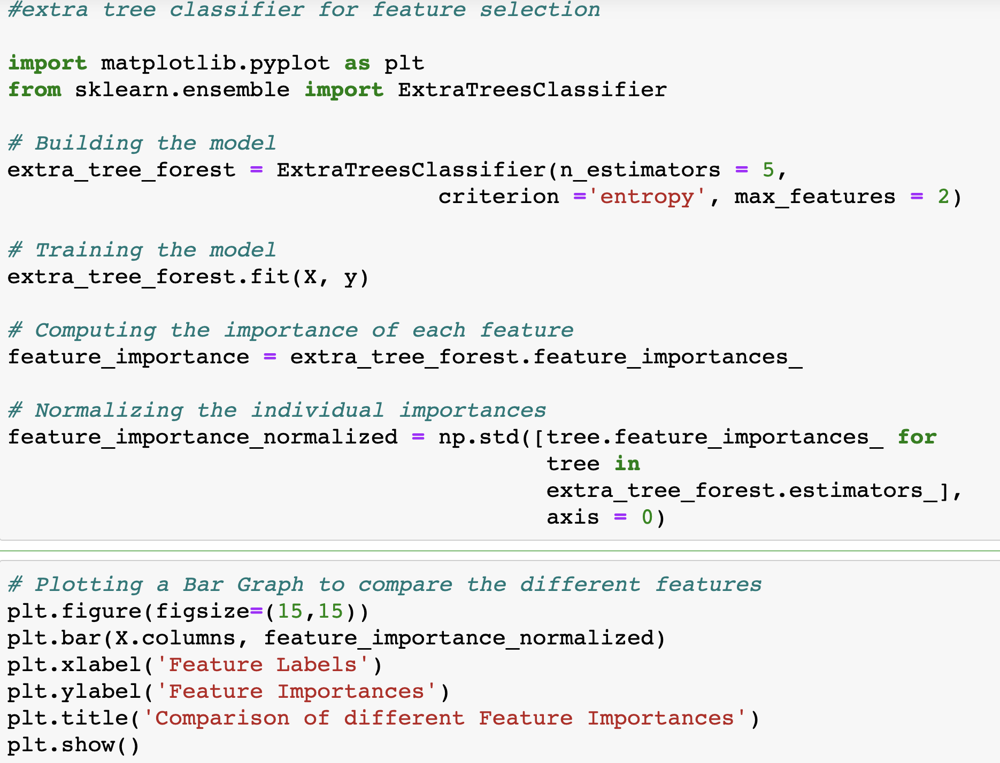 #extra tree classifier for feature selection
import matplotlib.pyplot as plt
from sklearn.ensemble import ExtraTreesClassifier
# Building the model
extra_tree_forest = ExtraTreesClassifier(n_estimators = 5,
criterion ='entropy', max_features = 2)
# Training the model
extra_tree_forest.fit(X, y)
# Computing the importance of each feature
feature_importance = extra_tree_forest.feature_importances_
# Normalizing the individual importances
feature_importance_normalized = np.std([tree.feature_importances_ for
tree in
extra_tree_forest.estimators_],
axis = 0)
# Plotting a Bar Graph to compare the different features
plt.figure(figsize=(15,15))
plt.bar(X.columns, feature_importance_normalized)
plt.xlabel('Feature Labels')
plt.ylabel('Feature Importances')
plt.title('Comparison of different Feature Importances')
plt.show()